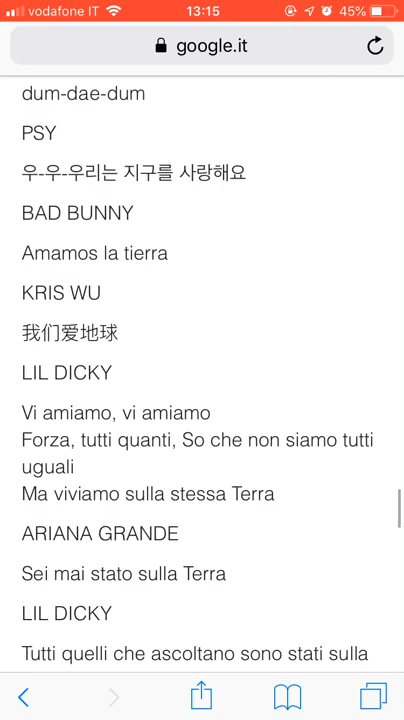 vodafone IT 13:15 45%
google.it
dum-dae-dum
PSY
우-우-우리는 지구를 사랑해요
BAD BUNNY
Amamos la tierra
KRIS WU
我们爱地球
LIL DICKY
Vi amiamo, vi amiamo
Forza, tutti quanti, So che non siamo tutti
uguali
Ma viviamo sulla stessa Terra
ARIANA GRANDE
Sei mai stato sulla Terra
LIL DICKY
Tutti quelli che ascoltano sono stati sulla